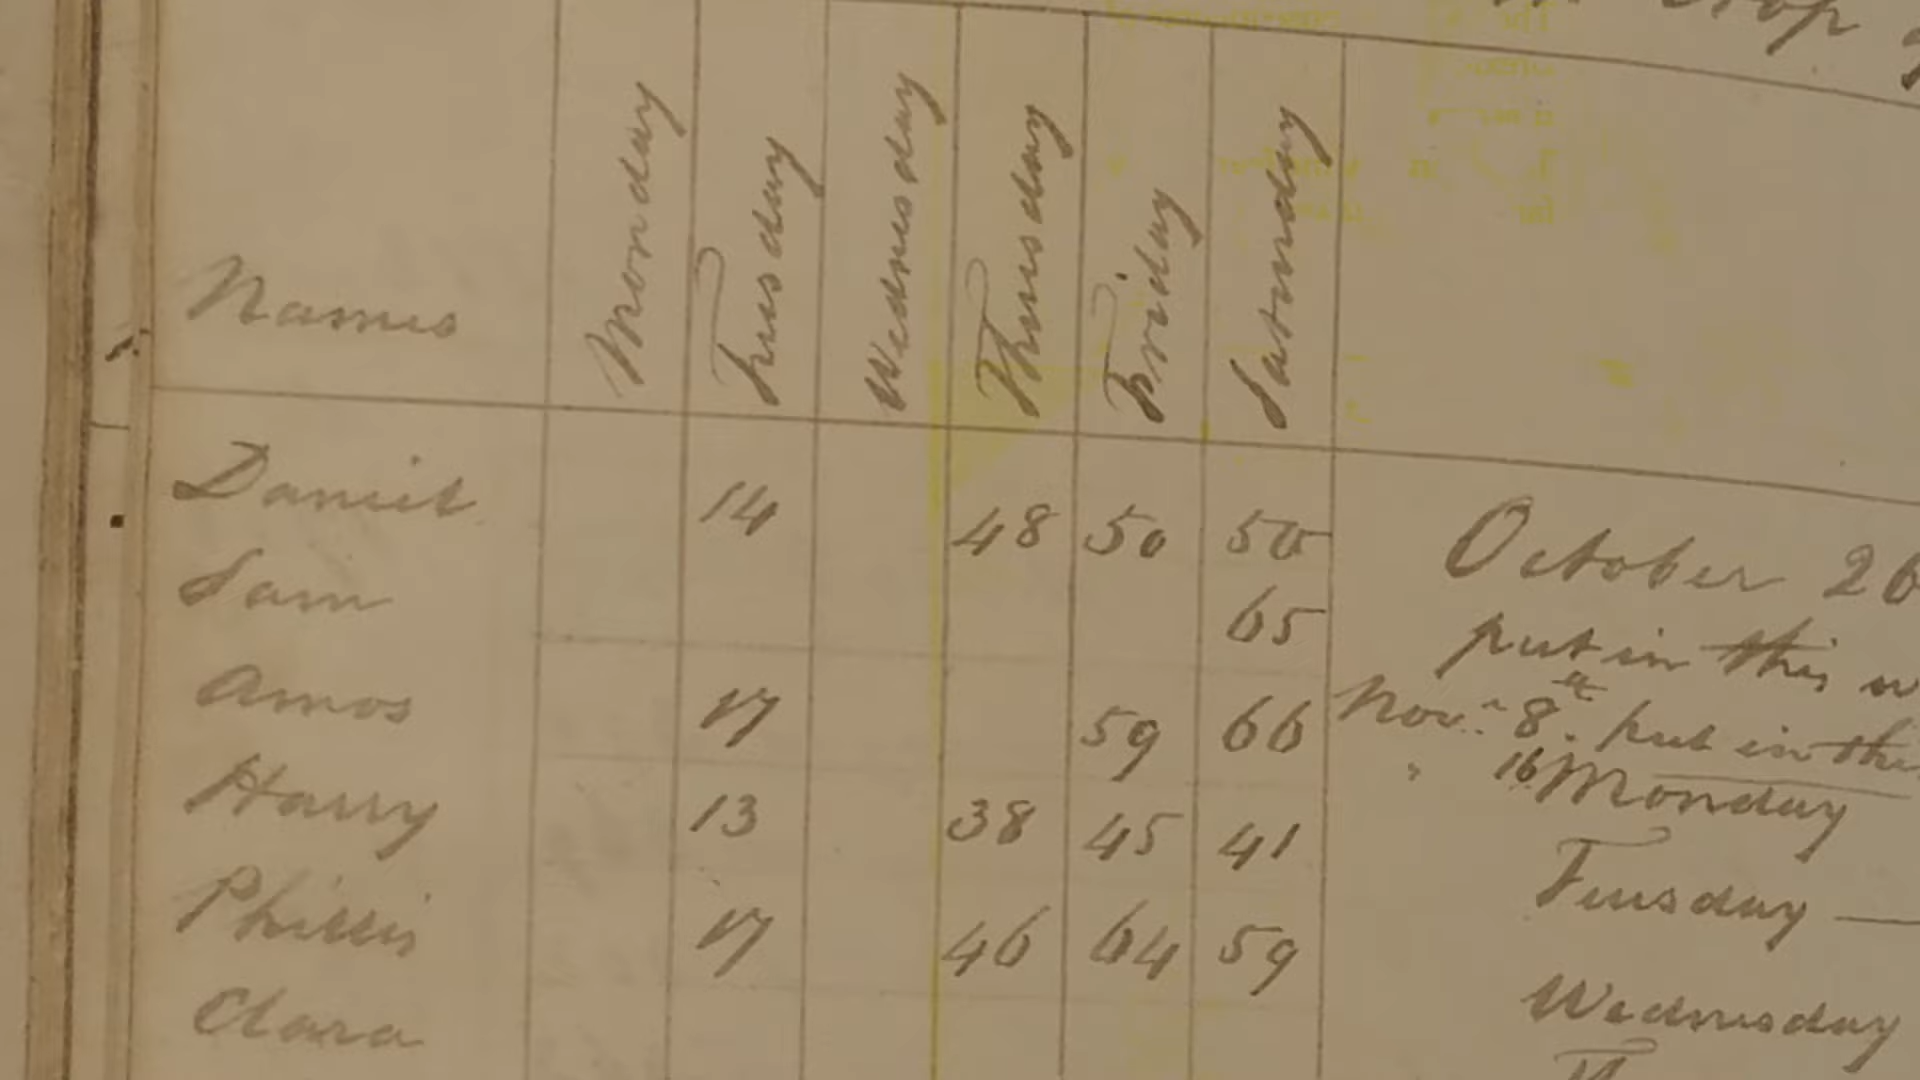 crop
Names Monday Tuesday Wednesday Thursday Friday Saturday
Daniel 14 48 50 50
Sam 65
Amos 17 59 66
Harry 13 38 45 41
Phillis 17 46 64 59
Clara
October 26
put in this
Nov. 8th put in this
" 16 Monday
Tuesday —
Wednesday